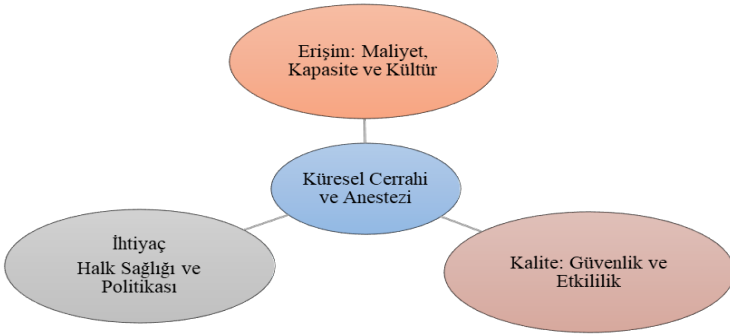 Erişim: Maliyet,
Kapasite ve Kültür
Küresel Cerrahi
ve Anestezi
İhtiyaç
Halk Sağlığı ve
Politikası
Kalite: Güvenlik ve
Etkililik